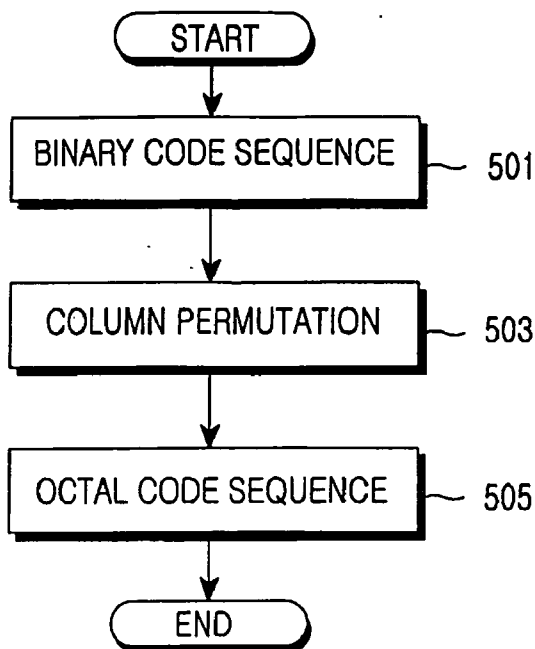 START
BINARY CODE SEQUENCE
501
COLUMN PERMUTATION
503
OCTAL CODE SEQUENCE
505
END